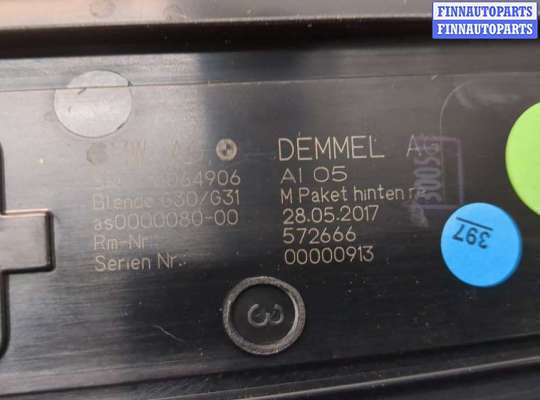 FINNAUTOPARTS
FINNAUTOPARTS
DEMMEL AG
AI 05
Blende G30/G31 M Paket hinten
as0000080-00 28.05.2017
Rm-Nr.: 572666
Serien Nr.: 00000913
397
3